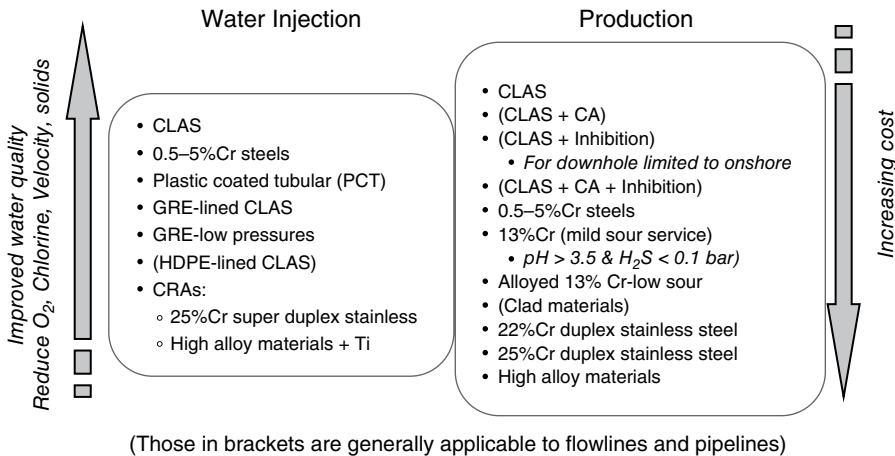 Water Injection
Production
Improved water quality
Reduce O₂, Chlorine, Velocity, solids
• CLAS
• 0.5–5%Cr steels
• Plastic coated tubular (PCT)
• GRE-lined CLAS
• GRE-low pressures
• (HDPE-lined CLAS)
• CRAs:
◦ 25%Cr super duplex stainless
◦ High alloy materials + Ti
• CLAS
• (CLAS + CA)
• (CLAS + Inhibition)
• For downhole limited to onshore
• (CLAS + CA + Inhibition)
• 0.5–5%Cr steels
• 13%Cr (mild sour service)
• pH > 3.5 & H₂S < 0.1 bar)
• Alloyed 13% Cr-low sour
• (Clad materials)
• 22%Cr duplex stainless steel
• 25%Cr duplex stainless steel
• High alloy materials
Increasing cost
(Those in brackets are generally applicable to flowlines and pipelines)